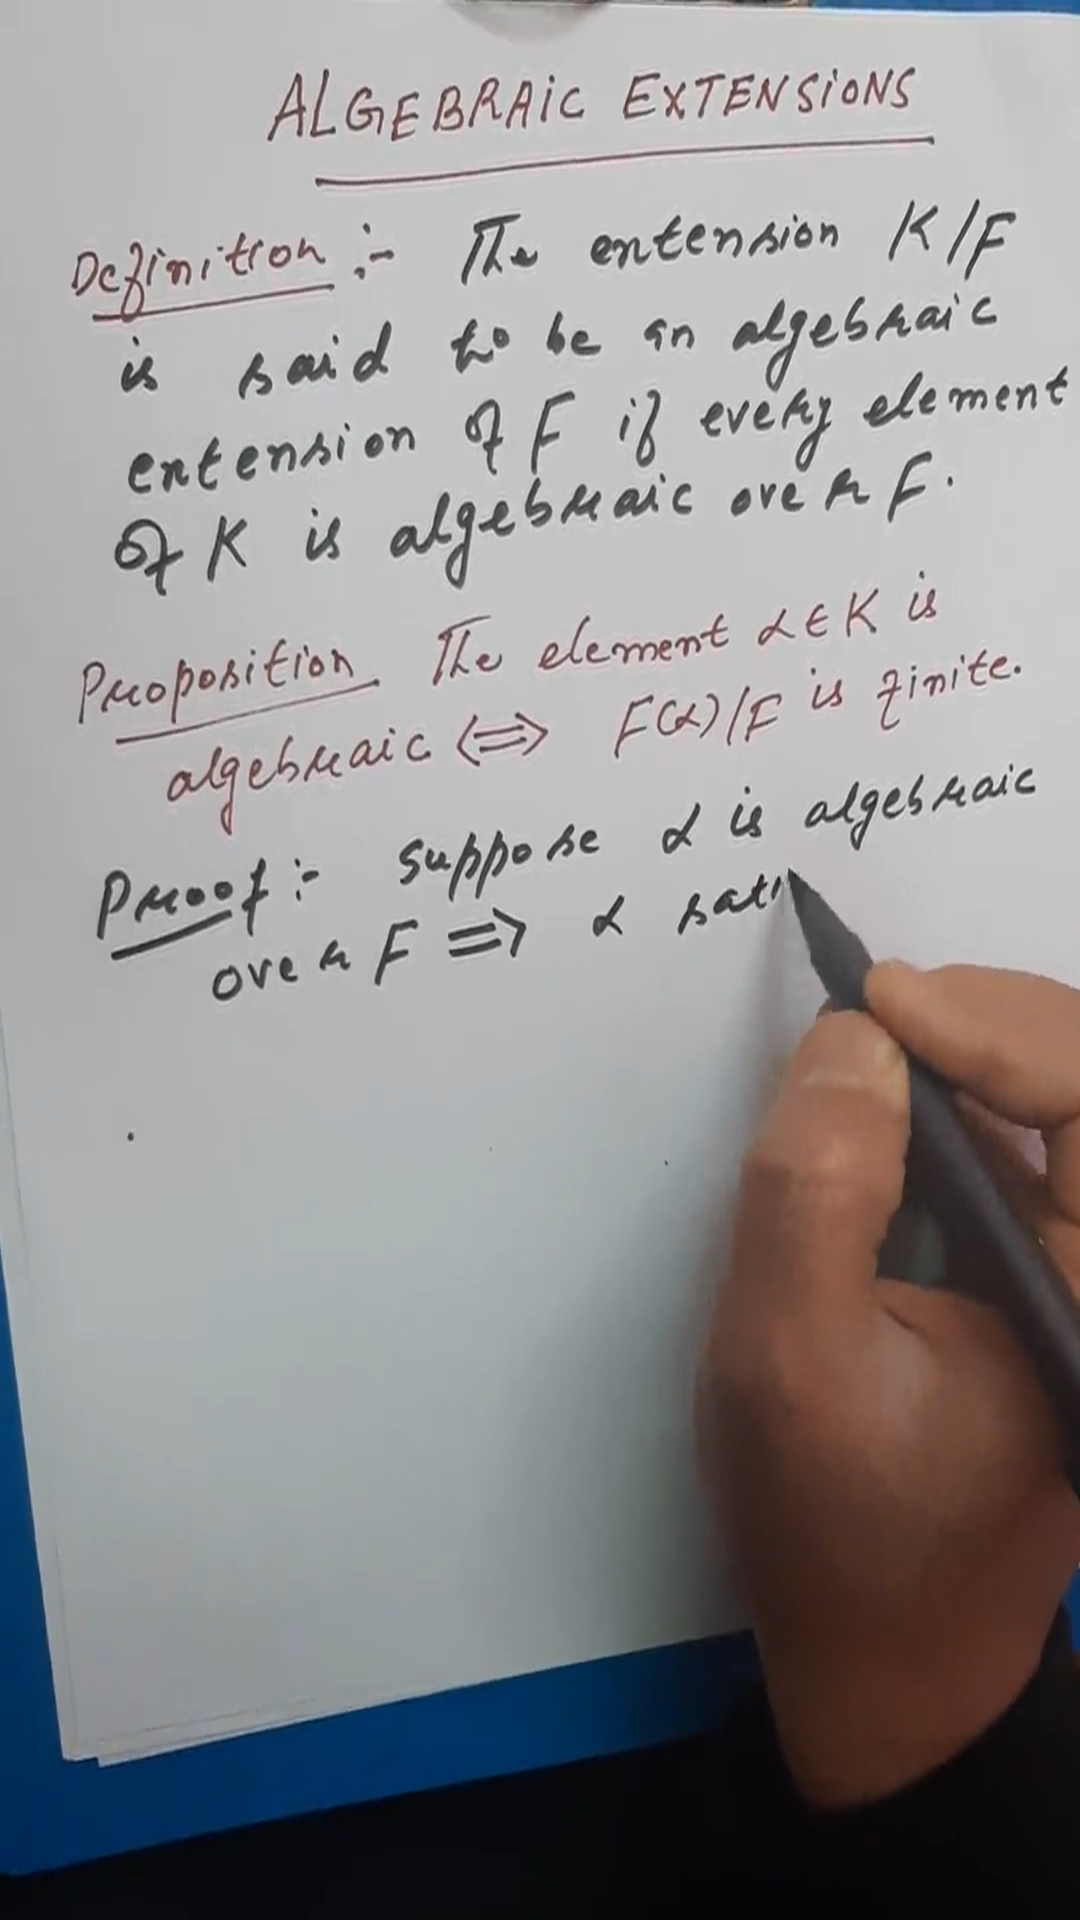 ALGEBRAIC EXTENSIONS
Definition :- The extension K/F
is said to be an algebraic
extension of F if every element
of K is algebraic over F.
Proposition The element α∈K is
algebraic <=> F(α)/F is finite.
Proof :- suppose α is algebraic
over F => α sati